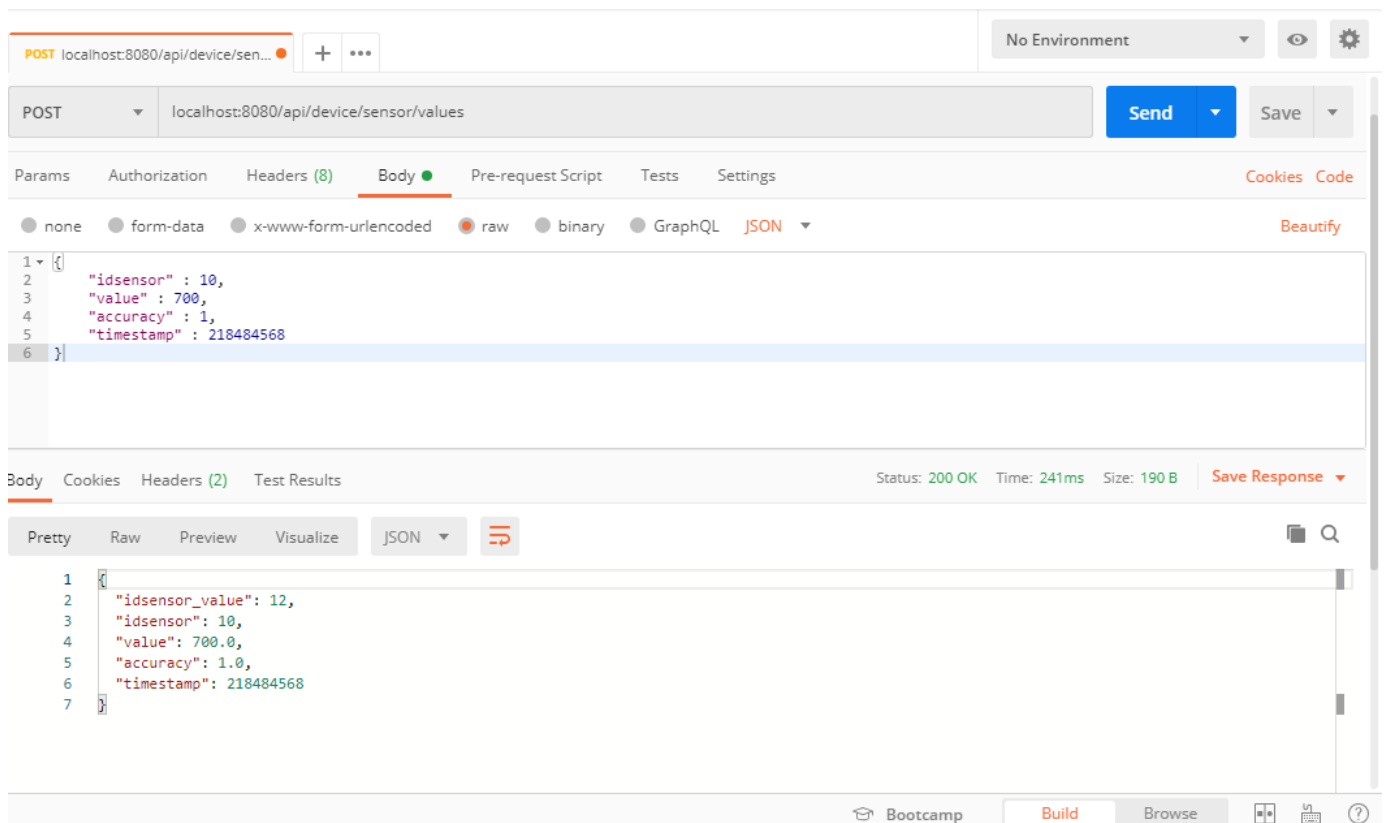 No Environment
POST localhost:8080/api/device/sen...
POST localhost:8080/api/device/sensor/values Send Save
Params Authorization Headers (8) Body Pre-request Script Tests Settings Cookies Code
none form-data x-www-form-urlencoded raw binary GraphQL JSON Beautify
1 {
2 "idsensor" : 10,
3 "value" : 700,
4 "accuracy" : 1,
5 "timestamp" : 218484568
6 }
Body Cookies Headers (2) Test Results Status: 200 OK Time: 241ms Size: 190 B Save Response
Pretty Raw Preview Visualize JSON
1 {
2 "idsensor_value": 12,
3 "idsensor": 10,
4 "value": 700.0,
5 "accuracy": 1.0,
6 "timestamp": 218484568
7 }
Bootcamp Build Browse